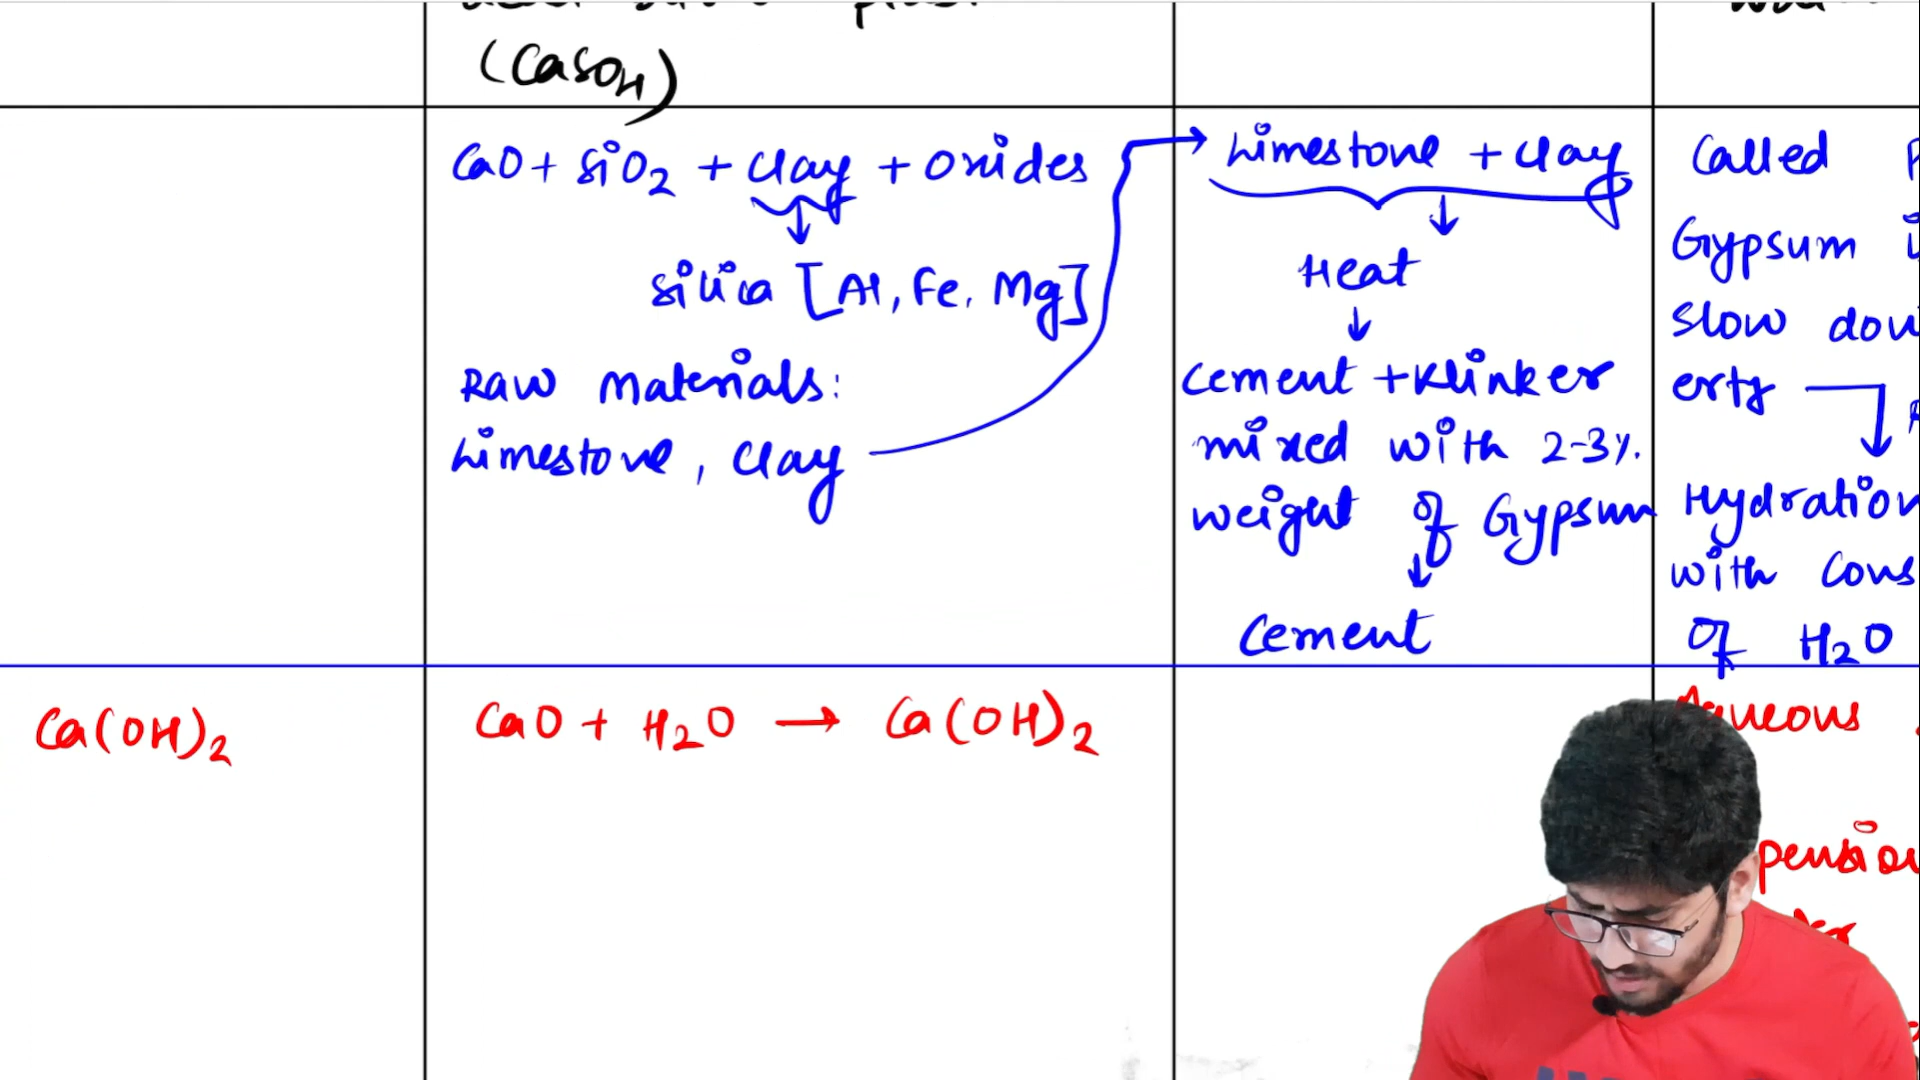 (CaSO4)
CaO + SiO2 + Clay + Oxides
Silica [Al, Fe, Mg]
Raw Materials:
Limestone, Clay
Limestone + Clay
Heat
Cement + Klinker
mixed with 2-3%
weight of Gypsum
Cement
Called
Gypsum
Slow
erty
Hydration
with
of H2O
Ca(OH)2
CaO + H2O → Ca(OH)2
Aqueous